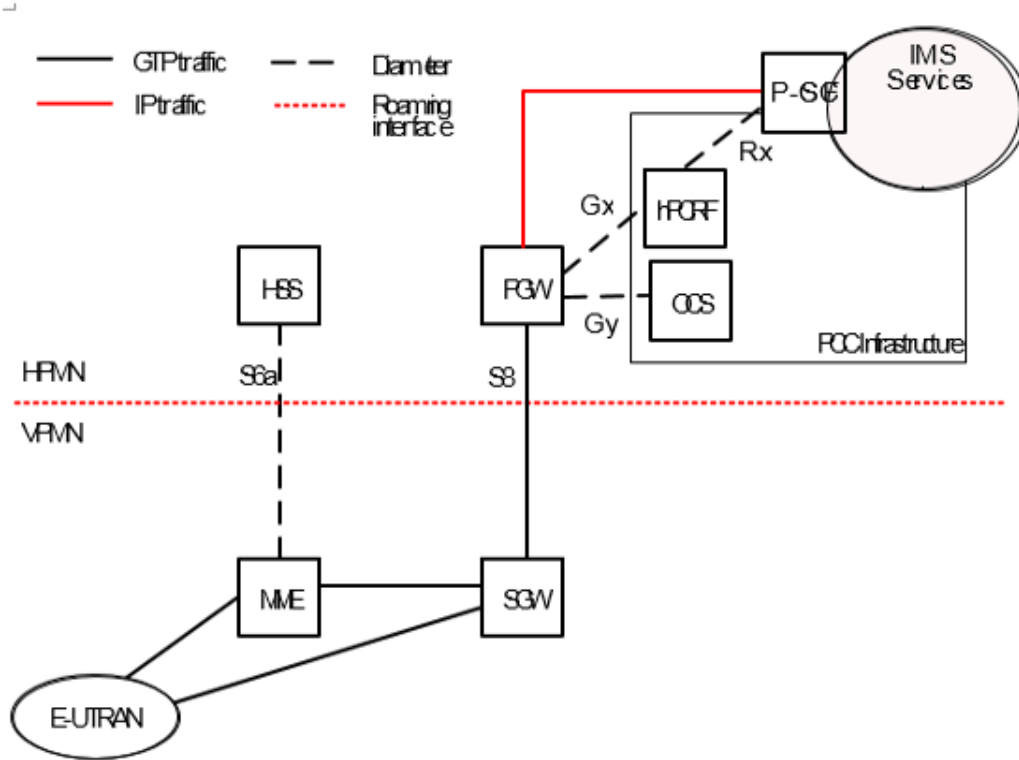 GTP traffic
Diameter
IP traffic
Roaming
interface
IMS
Services
P-CSCF
Rx
Gx
hPCRF
HSS
PGW
OCS
Gy
PCC Infrastructure
HPMN
S6a
S8
VPMN
MME
SGW
E-UTRAN